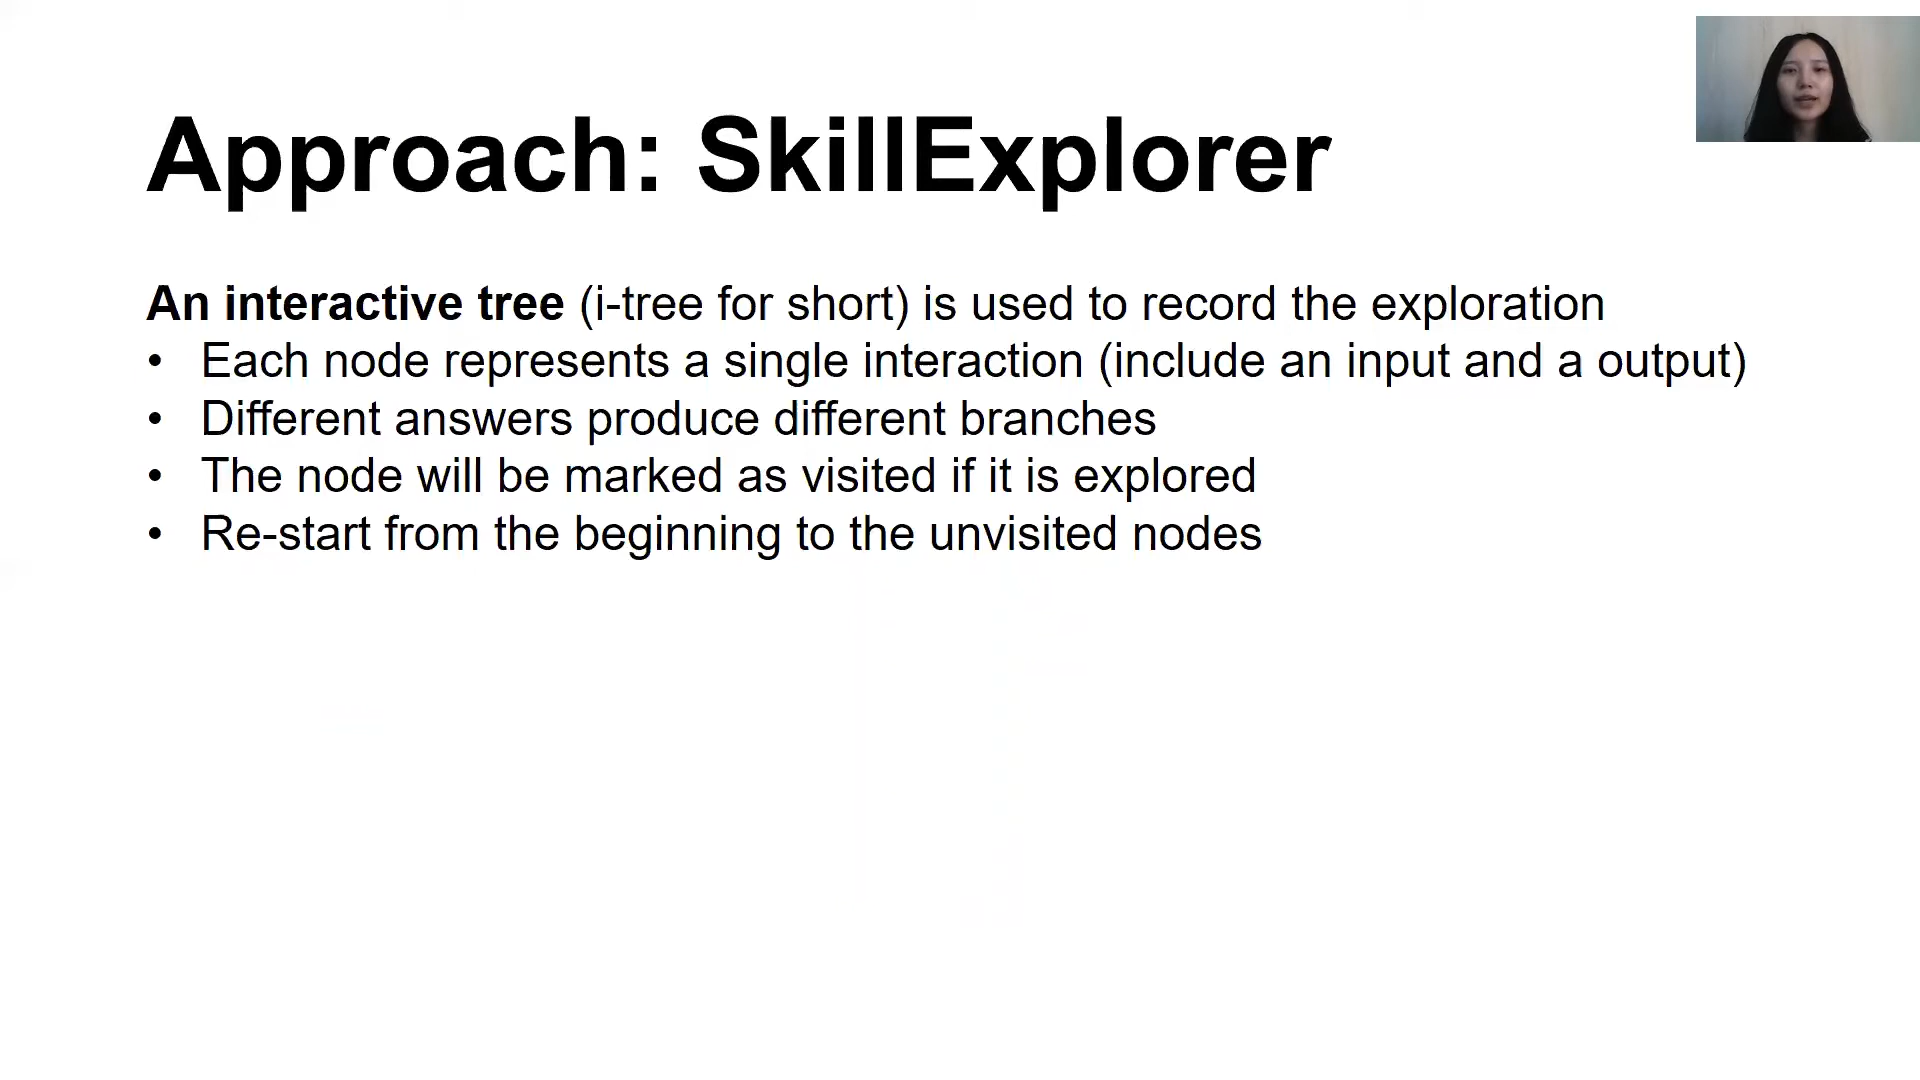 Approach: SkillExplorer
An interactive tree (i-tree for short) is used to record the exploration
• Each node represents a single interaction (include an input and a output)
• Different answers produce different branches
• The node will be marked as visited if it is explored
• Re-start from the beginning to the unvisited nodes